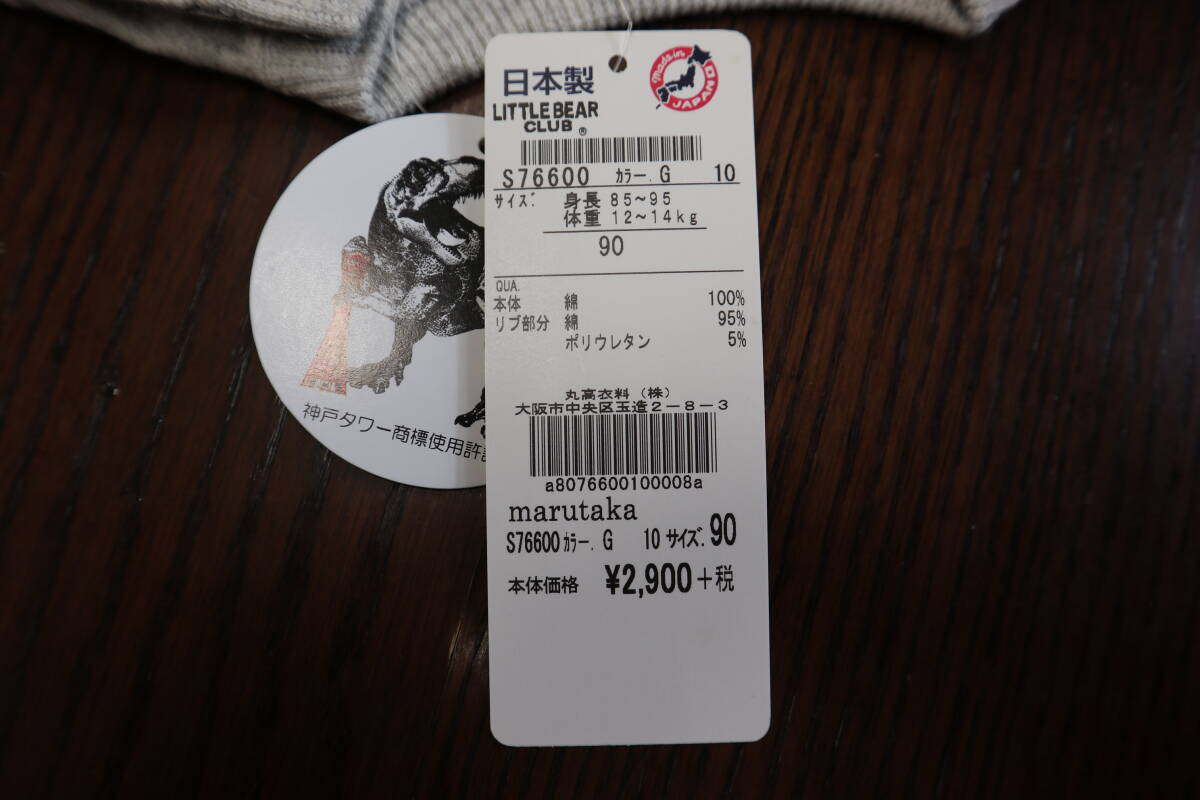 日本製
Made in
JAPAN
LITTLE BEAR
CLUB ®
S76600 カラー. G 10
サイズ: 身長 85~95
体重 12~14kg
90
QUA.
本体 綿 100%
リブ部分 綿 95%
ポリウレタン 5%
丸高衣料(株)
大阪市中央区玉造2-8-3
a8076600100008a
marutaka
S76600 カラー. G 10 サイズ. 90
本体価格 ¥2,900+税
神戸タワー商標使用許